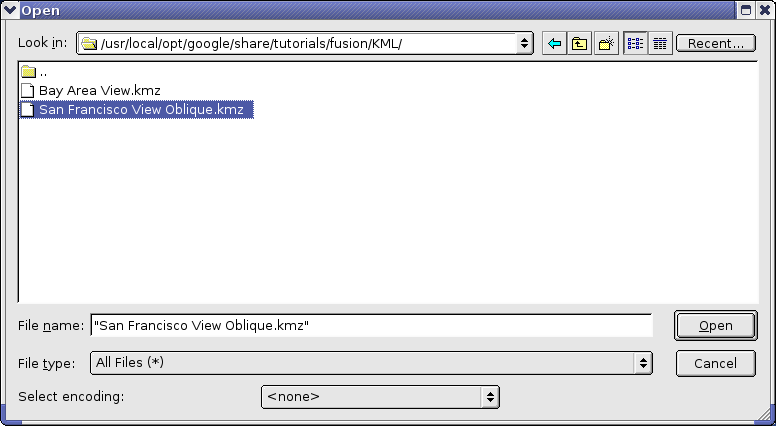 Open
Look in: /usr/local/opt/google/share/tutorials/fusion/KML/ Recent...
..
Bay Area View.kmz
San Francisco View Oblique.kmz
File name: "San Francisco View Oblique.kmz" Open
File type: All Files (*) Cancel
Select encoding: <none>